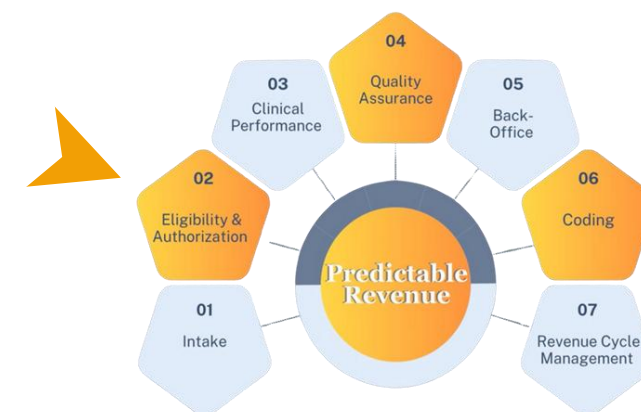 01
Intake
02
Eligibility &
Authorization
03
Clinical
Performance
04
Quality
Assurance
05
Back-
Office
06
Coding
07
Revenue Cycle
Management
Predictable
Revenue